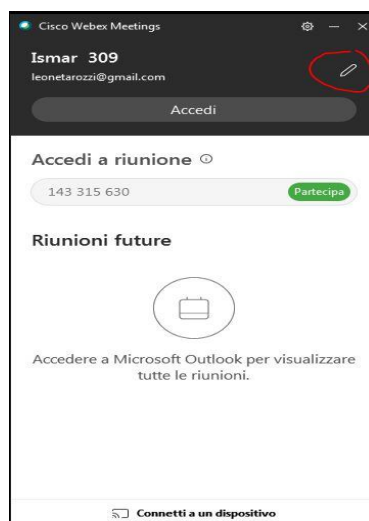 Cisco Webex Meetings
Ismar 309
leonetarozzi@gmail.com
Accedi
Accedi a riunione
143 315 630
Partecipa
Riunioni future
Accedere a Microsoft Outlook per visualizzare
tutte le riunioni.
Connetti a un dispositivo